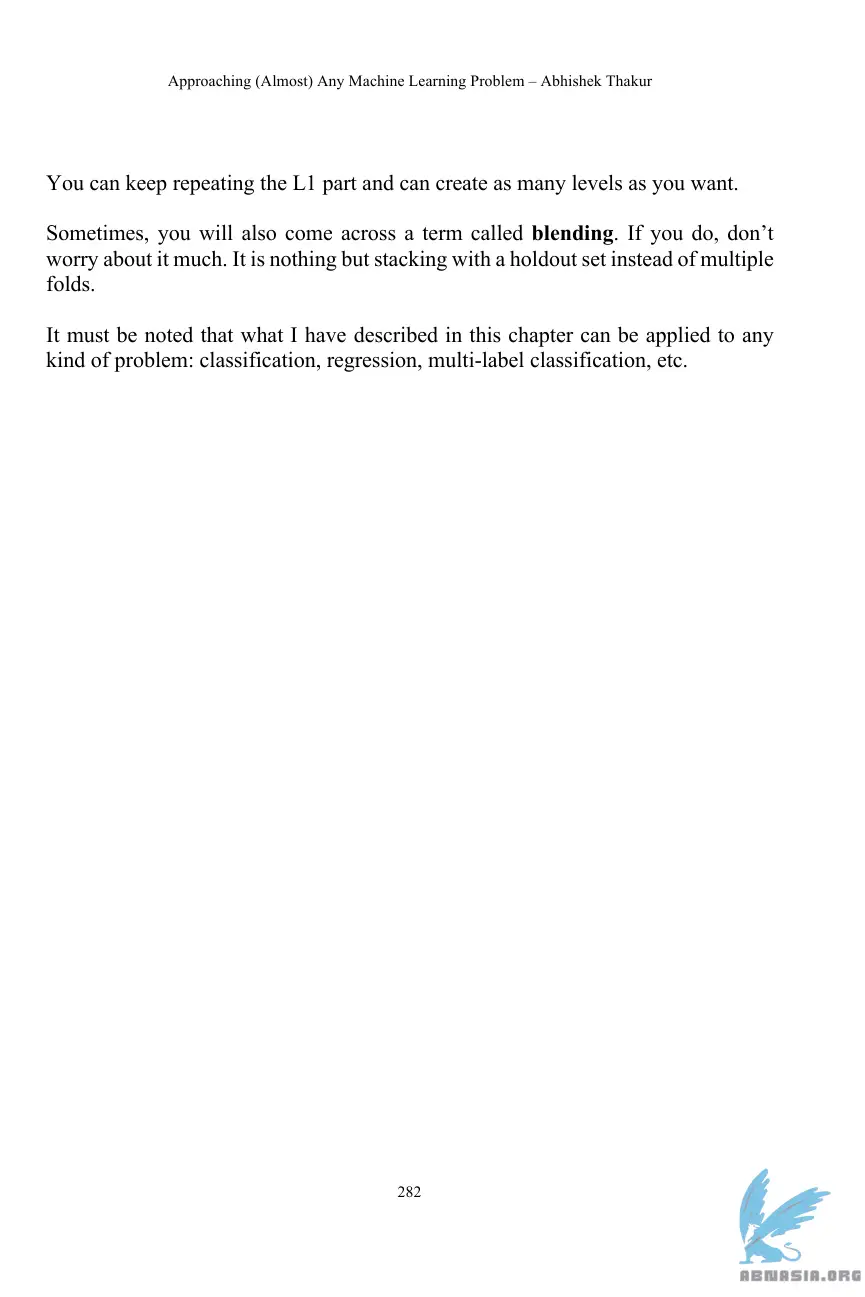 Approaching (Almost) Any Machine Learning Problem – Abhishek Thakur
You can keep repeating the L1 part and can create as many levels as you want.
Sometimes, you will also come across a term called blending. If you do, don’t
worry about it much. It is nothing but stacking with a holdout set instead of multiple
folds.
It must be noted that what I have described in this chapter can be applied to any
kind of problem: classification, regression, multi-label classification, etc.
282
ABNASIA.ORG